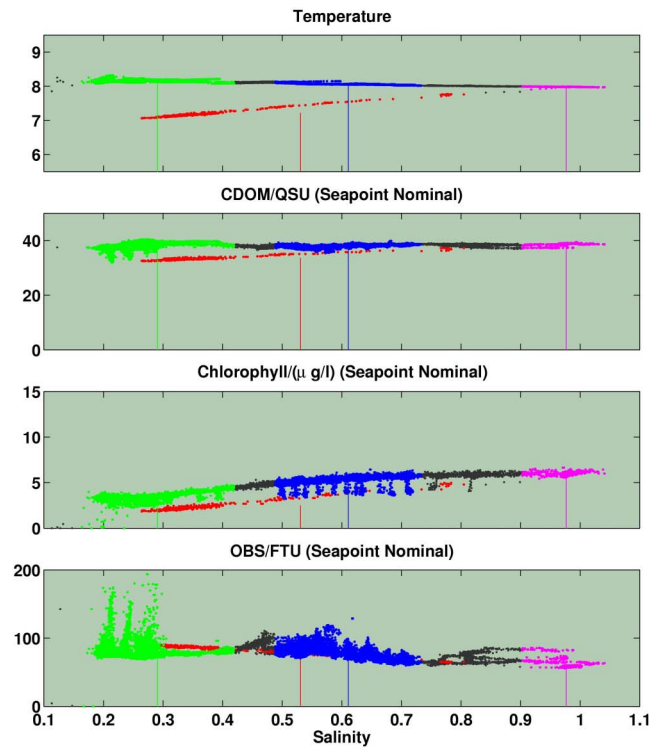 Temperature
9
8
7
6
CDOM/QSU (Seapoint Nominal)
40
20
0
Chlorophyll/(μ g/l) (Seapoint Nominal)
15
10
5
0
OBS/FTU (Seapoint Nominal)
200
100
0
0.1 0.2 0.3 0.4 0.5 0.6 0.7 0.8 0.9 1 1.1
Salinity